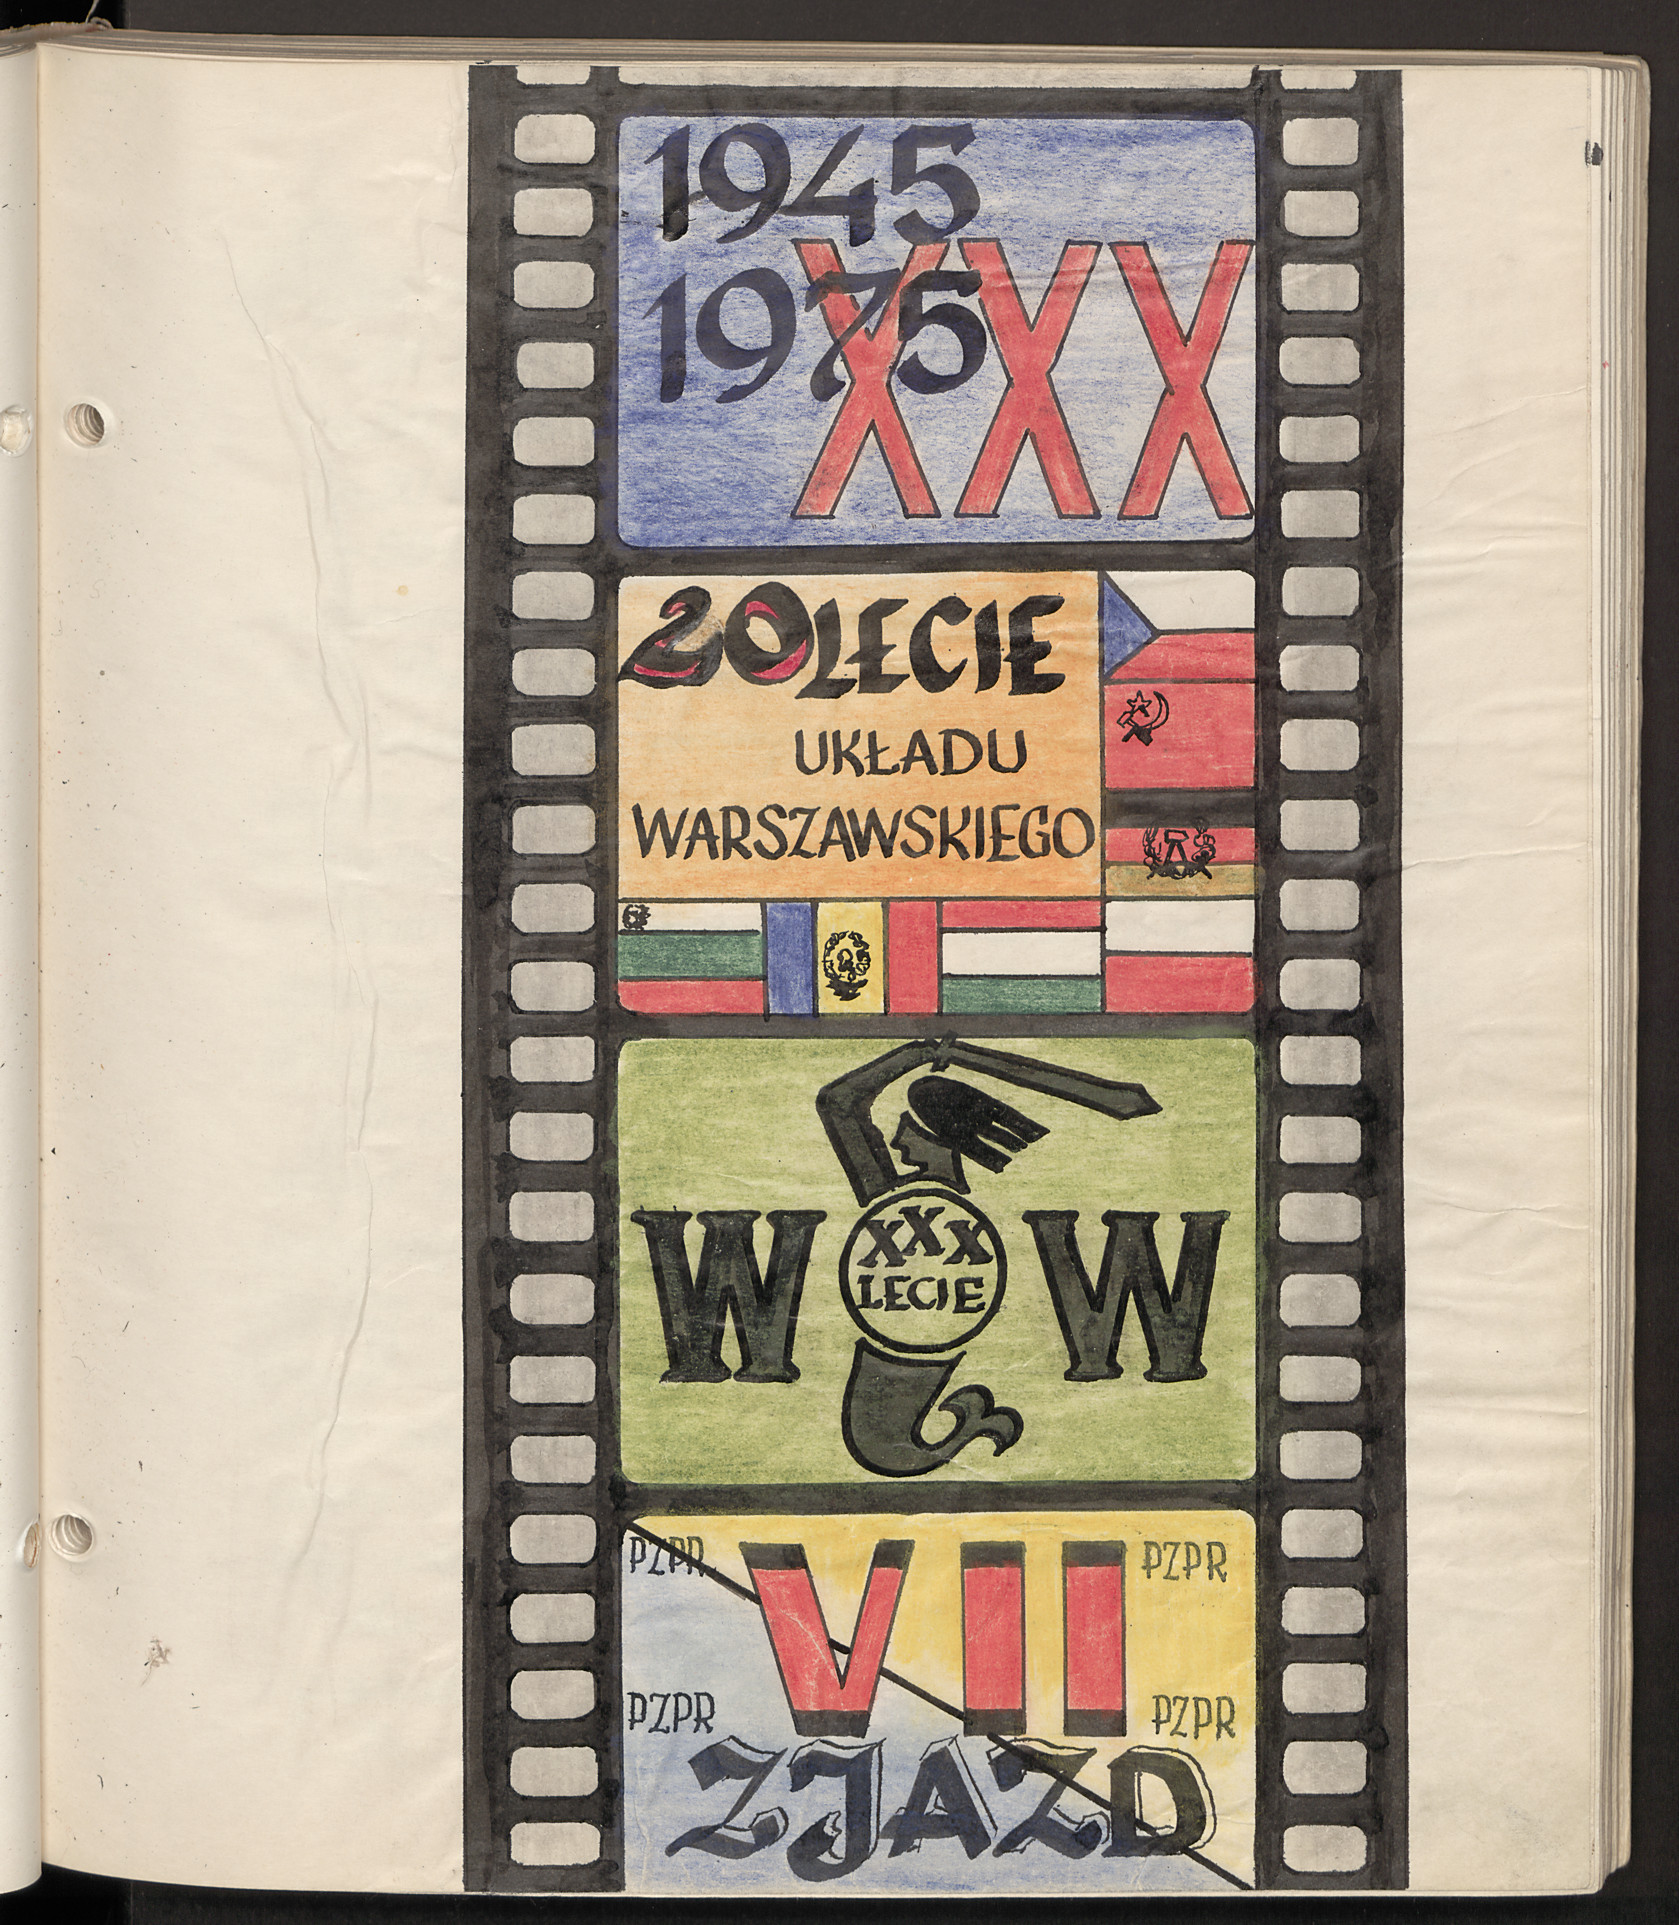 1945
1975
XXX
20LECIE
UKŁADU
WARSZAWSKIEGO
W W
XXX
LECIE
PZPR VII PZPR
PZPR PZPR
ZJAZD